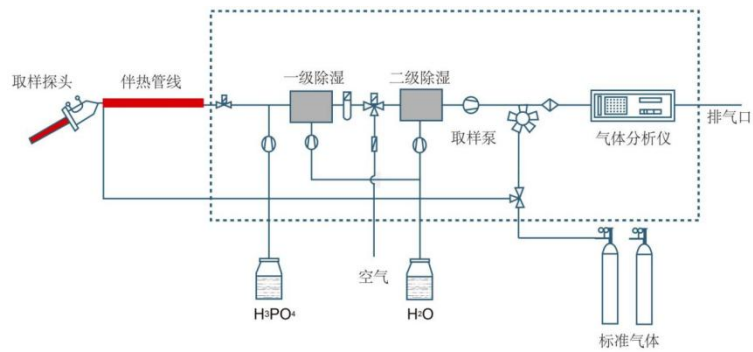 取样探头
伴热管线
一级除湿
二级除湿
取样泵
气体分析仪
排气口
空气
H3PO4
H2O
标准气体